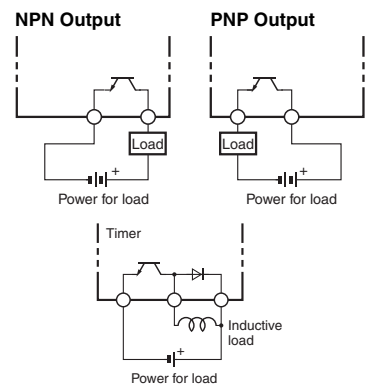 NPN Output
PNP Output
Load
Load
+
+
Power for load
Power for load
Timer
Inductive
load
+
Power for load